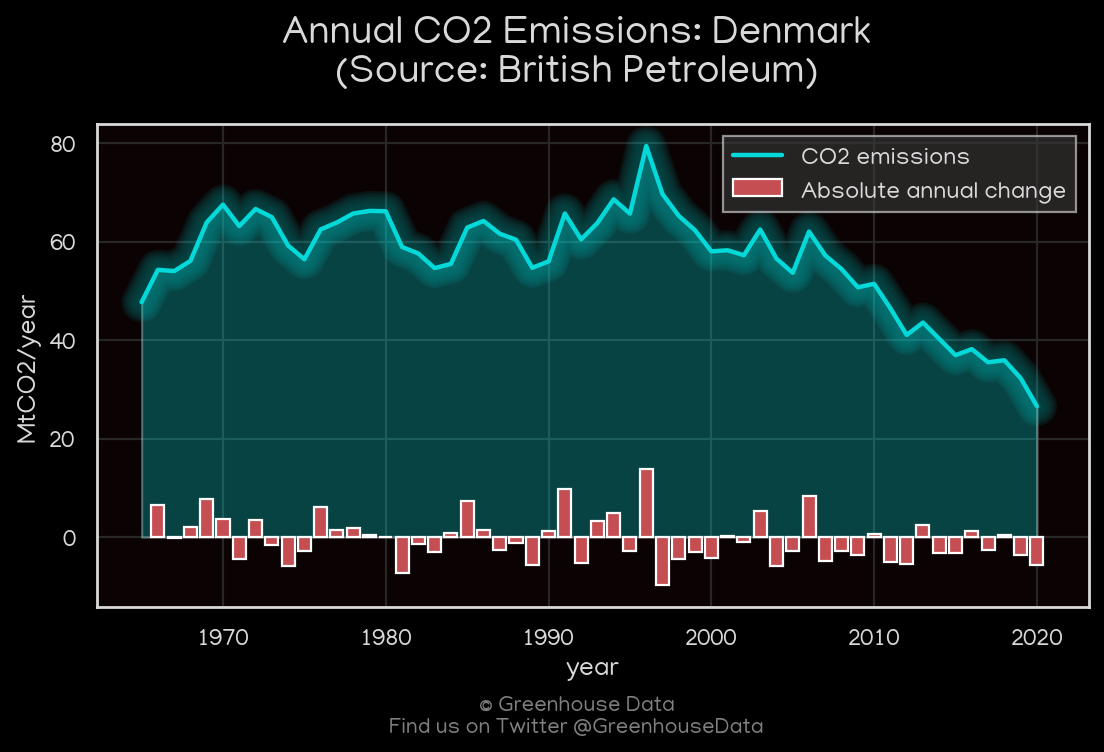 Annual CO2 Emissions: Denmark
(Source: British Petroleum)
CO2 emissions
Absolute annual change
MtCO2/year
80
60
40
20
0
1970 1980 1990 2000 2010 2020
year
© Greenhouse Data
Find us on Twitter @GreenhouseData